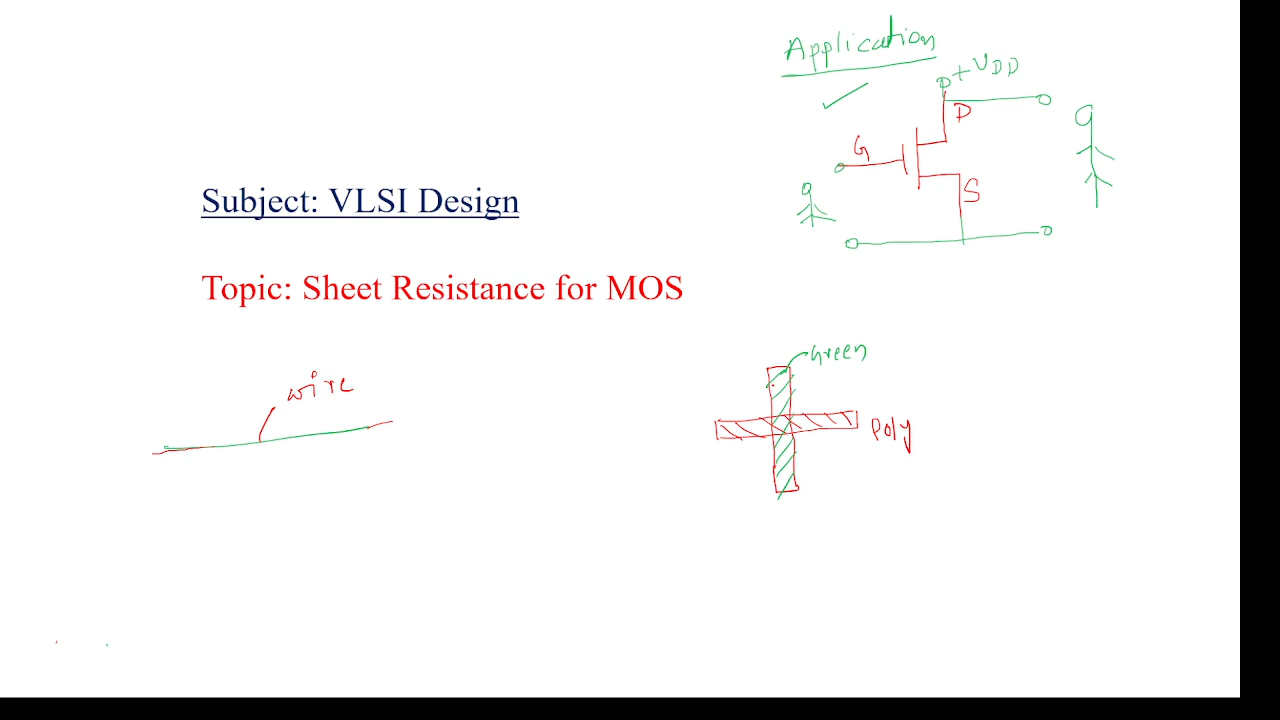 Application
+VDD
D
G
S
Subject: VLSI Design
Topic: Sheet Resistance for MOS
wire
Green
Poly